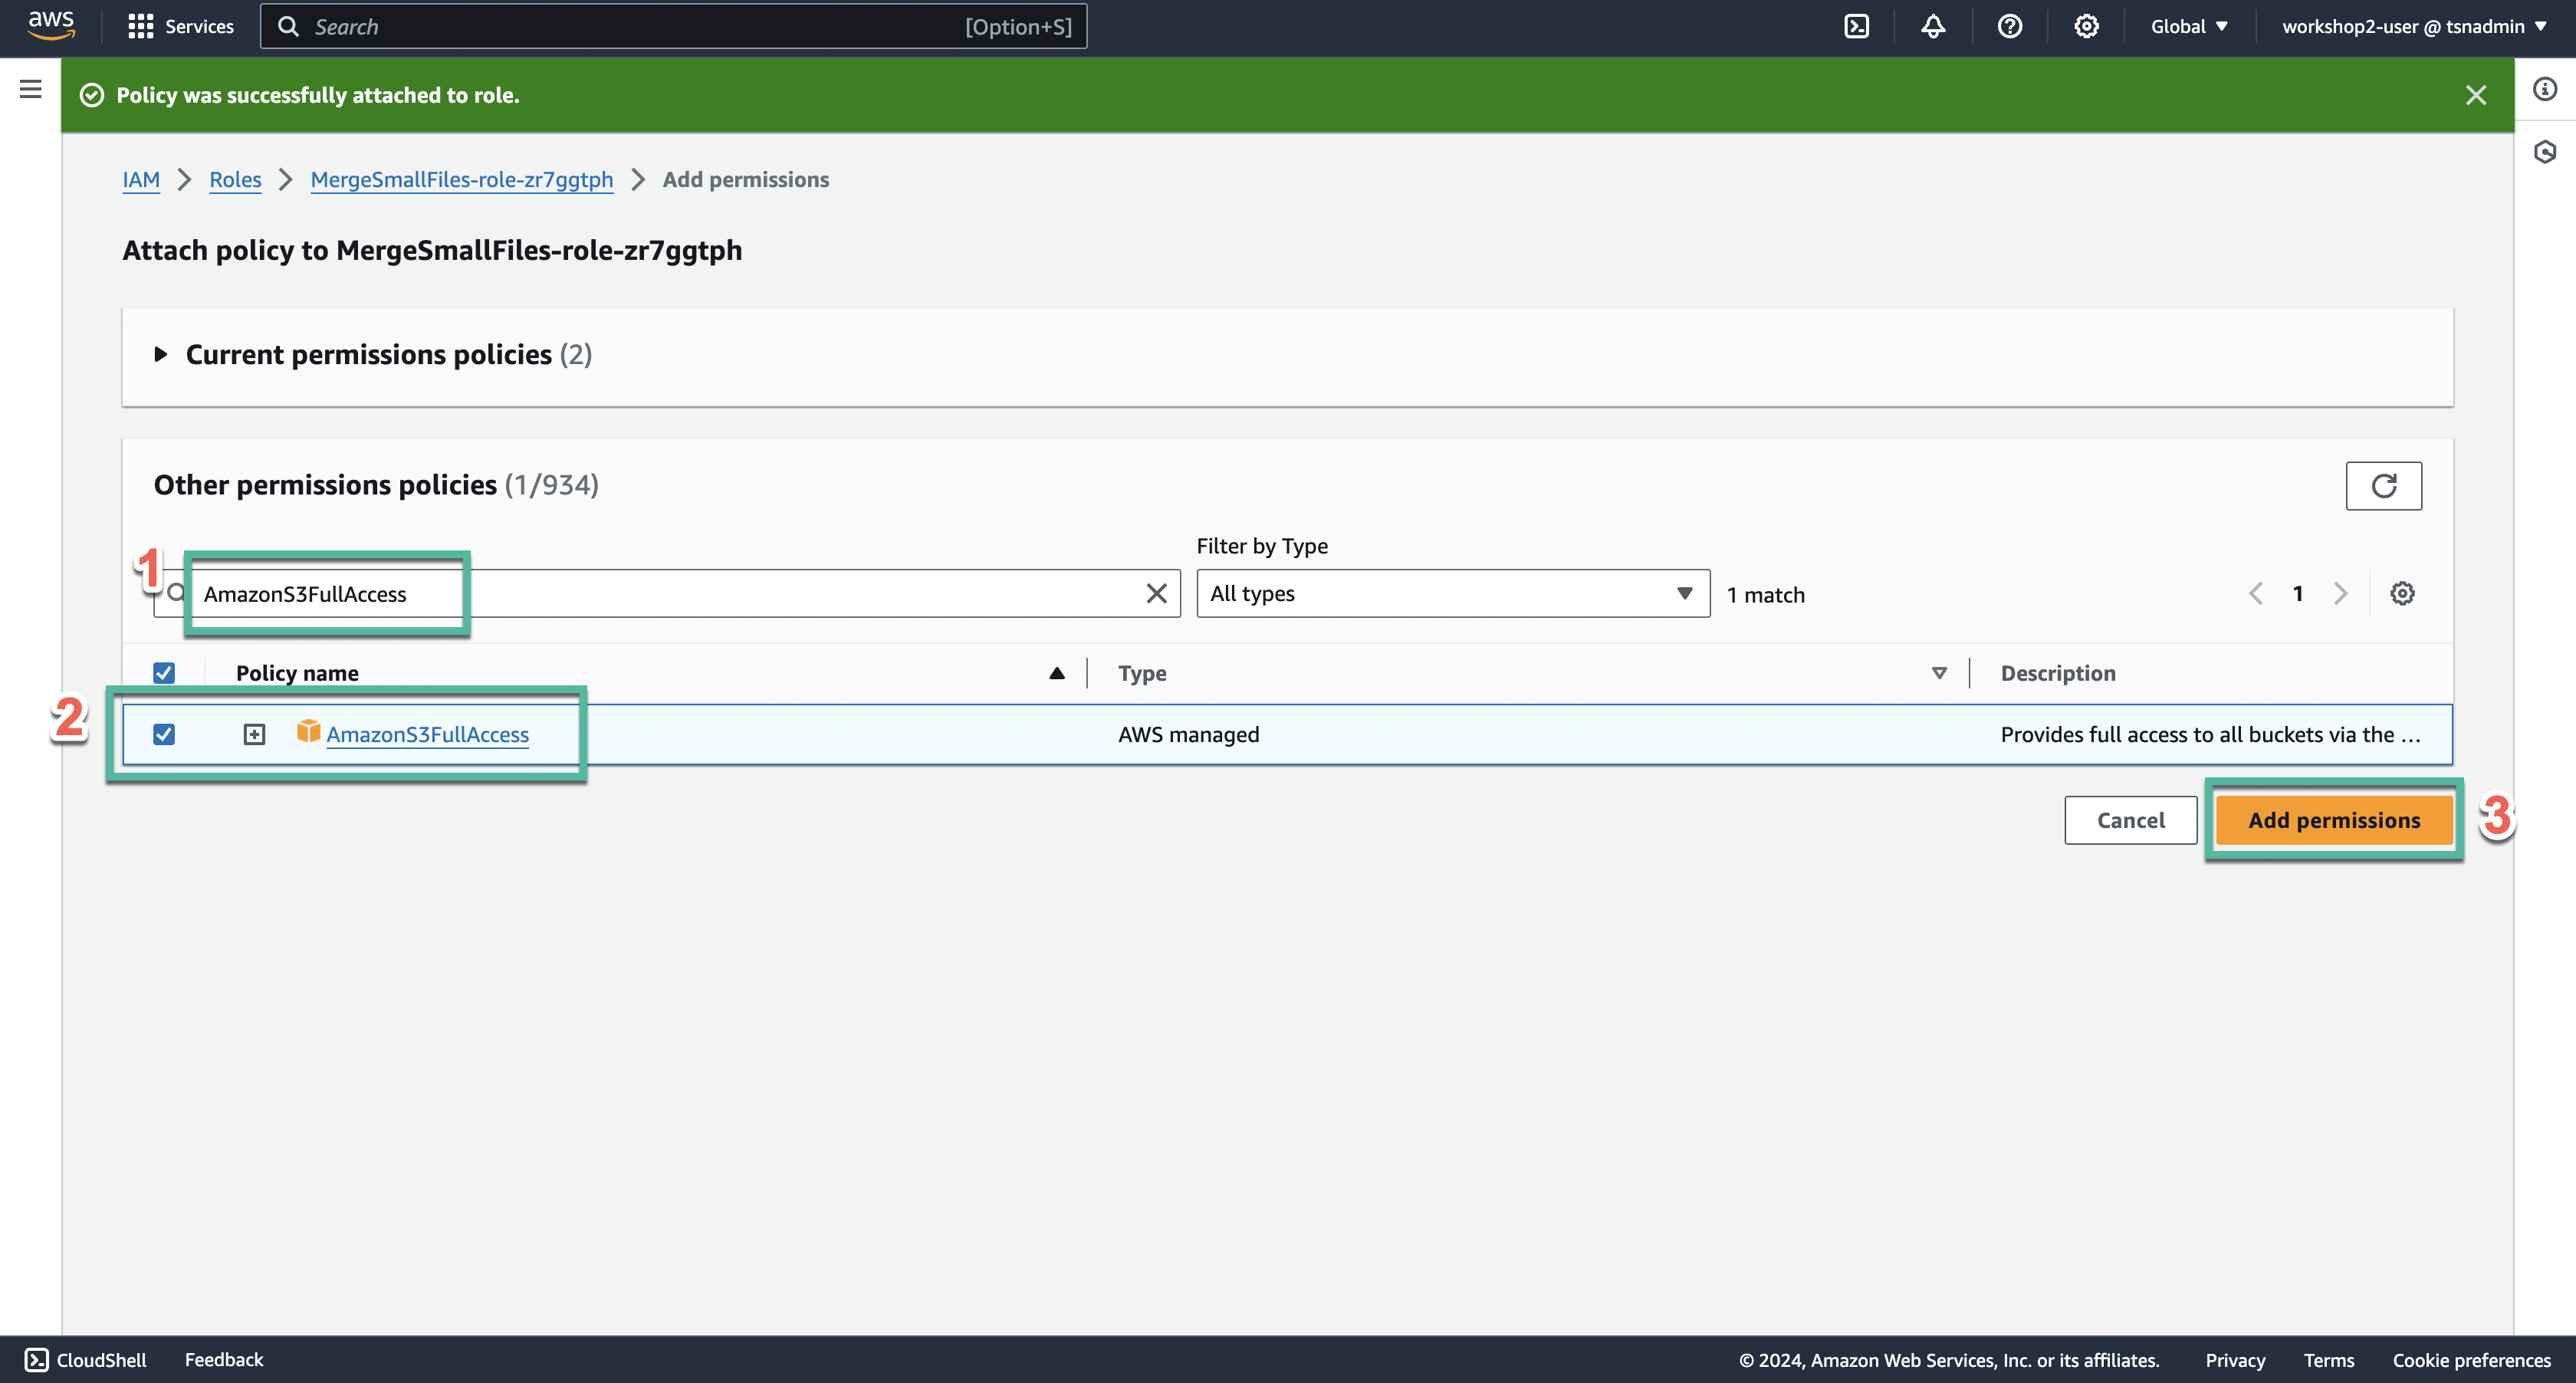 aws Services Search [Option+S] Global workshop2-user @ tsnadmin
Policy was successfully attached to role.
IAM Roles MergeSmallFiles-role-zr7ggtph Add permissions
Attach policy to MergeSmallFiles-role-zr7ggtph
Current permissions policies (2)
Other permissions policies (1/934)
Filter by Type
1 AmazonS3FullAccess All types 1 match 1
Policy name Type Description
2 AmazonS3FullAccess AWS managed Provides full access to all buckets via the ...
Cancel Add permissions 3
CloudShell Feedback © 2024, Amazon Web Services, Inc. or its affiliates. Privacy Terms Cookie preferences